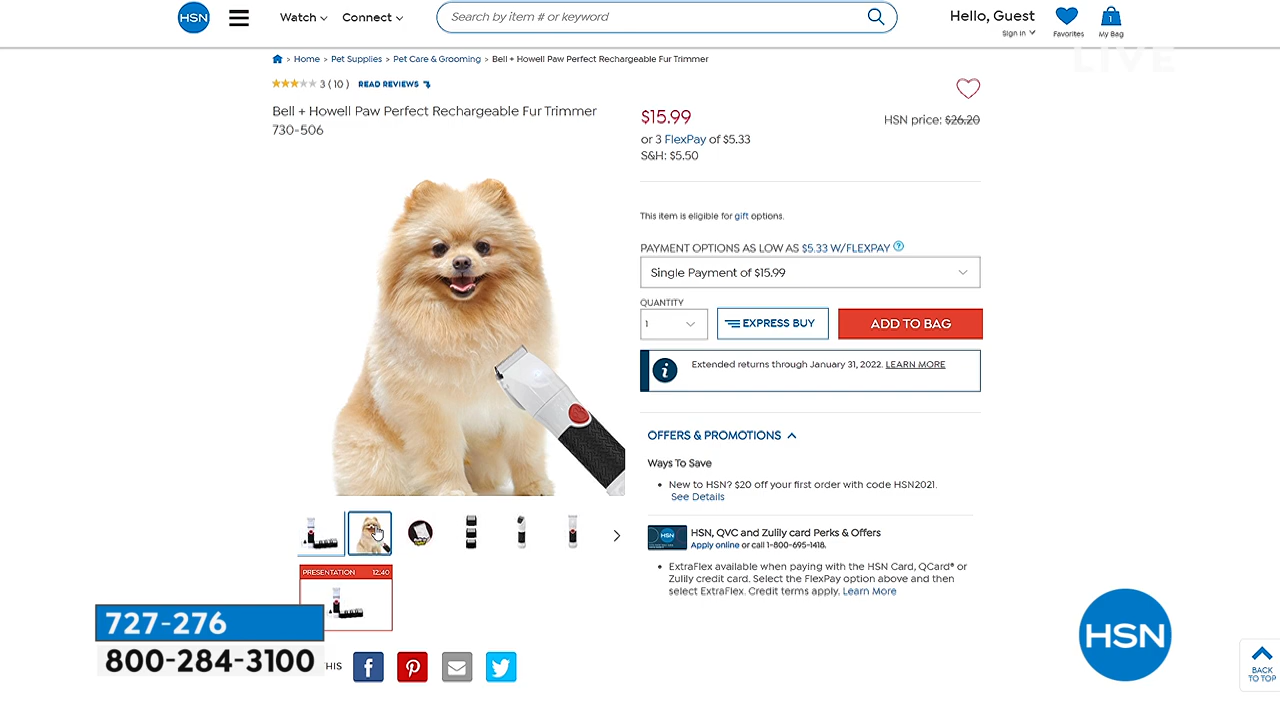 HSN
Watch
Connect
Search by item # or keyword
Hello, Guest
Sign In
Favorites
1
My Bag
LIVE
> Home > Pet Supplies > Pet Care & Grooming > Bell + Howell Paw Perfect Rechargeable Fur Trimmer
3 (10) READ REVIEWS
Bell + Howell Paw Perfect Rechargeable Fur Trimmer
730-506
$15.99
HSN price: $26.20
or 3 FlexPay of $5.33
S&H: $5.50
This item is eligible for gift options.
PAYMENT OPTIONS AS LOW AS $5.33 W/FLEXPAY ?
Single Payment of $15.99
QUANTITY
1
EXPRESS BUY
ADD TO BAG
i
Extended returns through January 31, 2022. LEARN MORE
OFFERS & PROMOTIONS
Ways To Save
• New to HSN? $20 off your first order with code HSN2021.
See Details
HSN
HSN, QVC and Zulily card Perks & Offers
Apply online or call 1-800-695-1418.
• ExtraFlex available when paying with the HSN Card, QCard® or
Zulily credit card. Select the FlexPay option above and then
select ExtraFlex. Credit terms apply. Learn More
PRESENTATION 12:40
727-276
800-284-3100
HIS
f
HSN
BACK
TO TOP